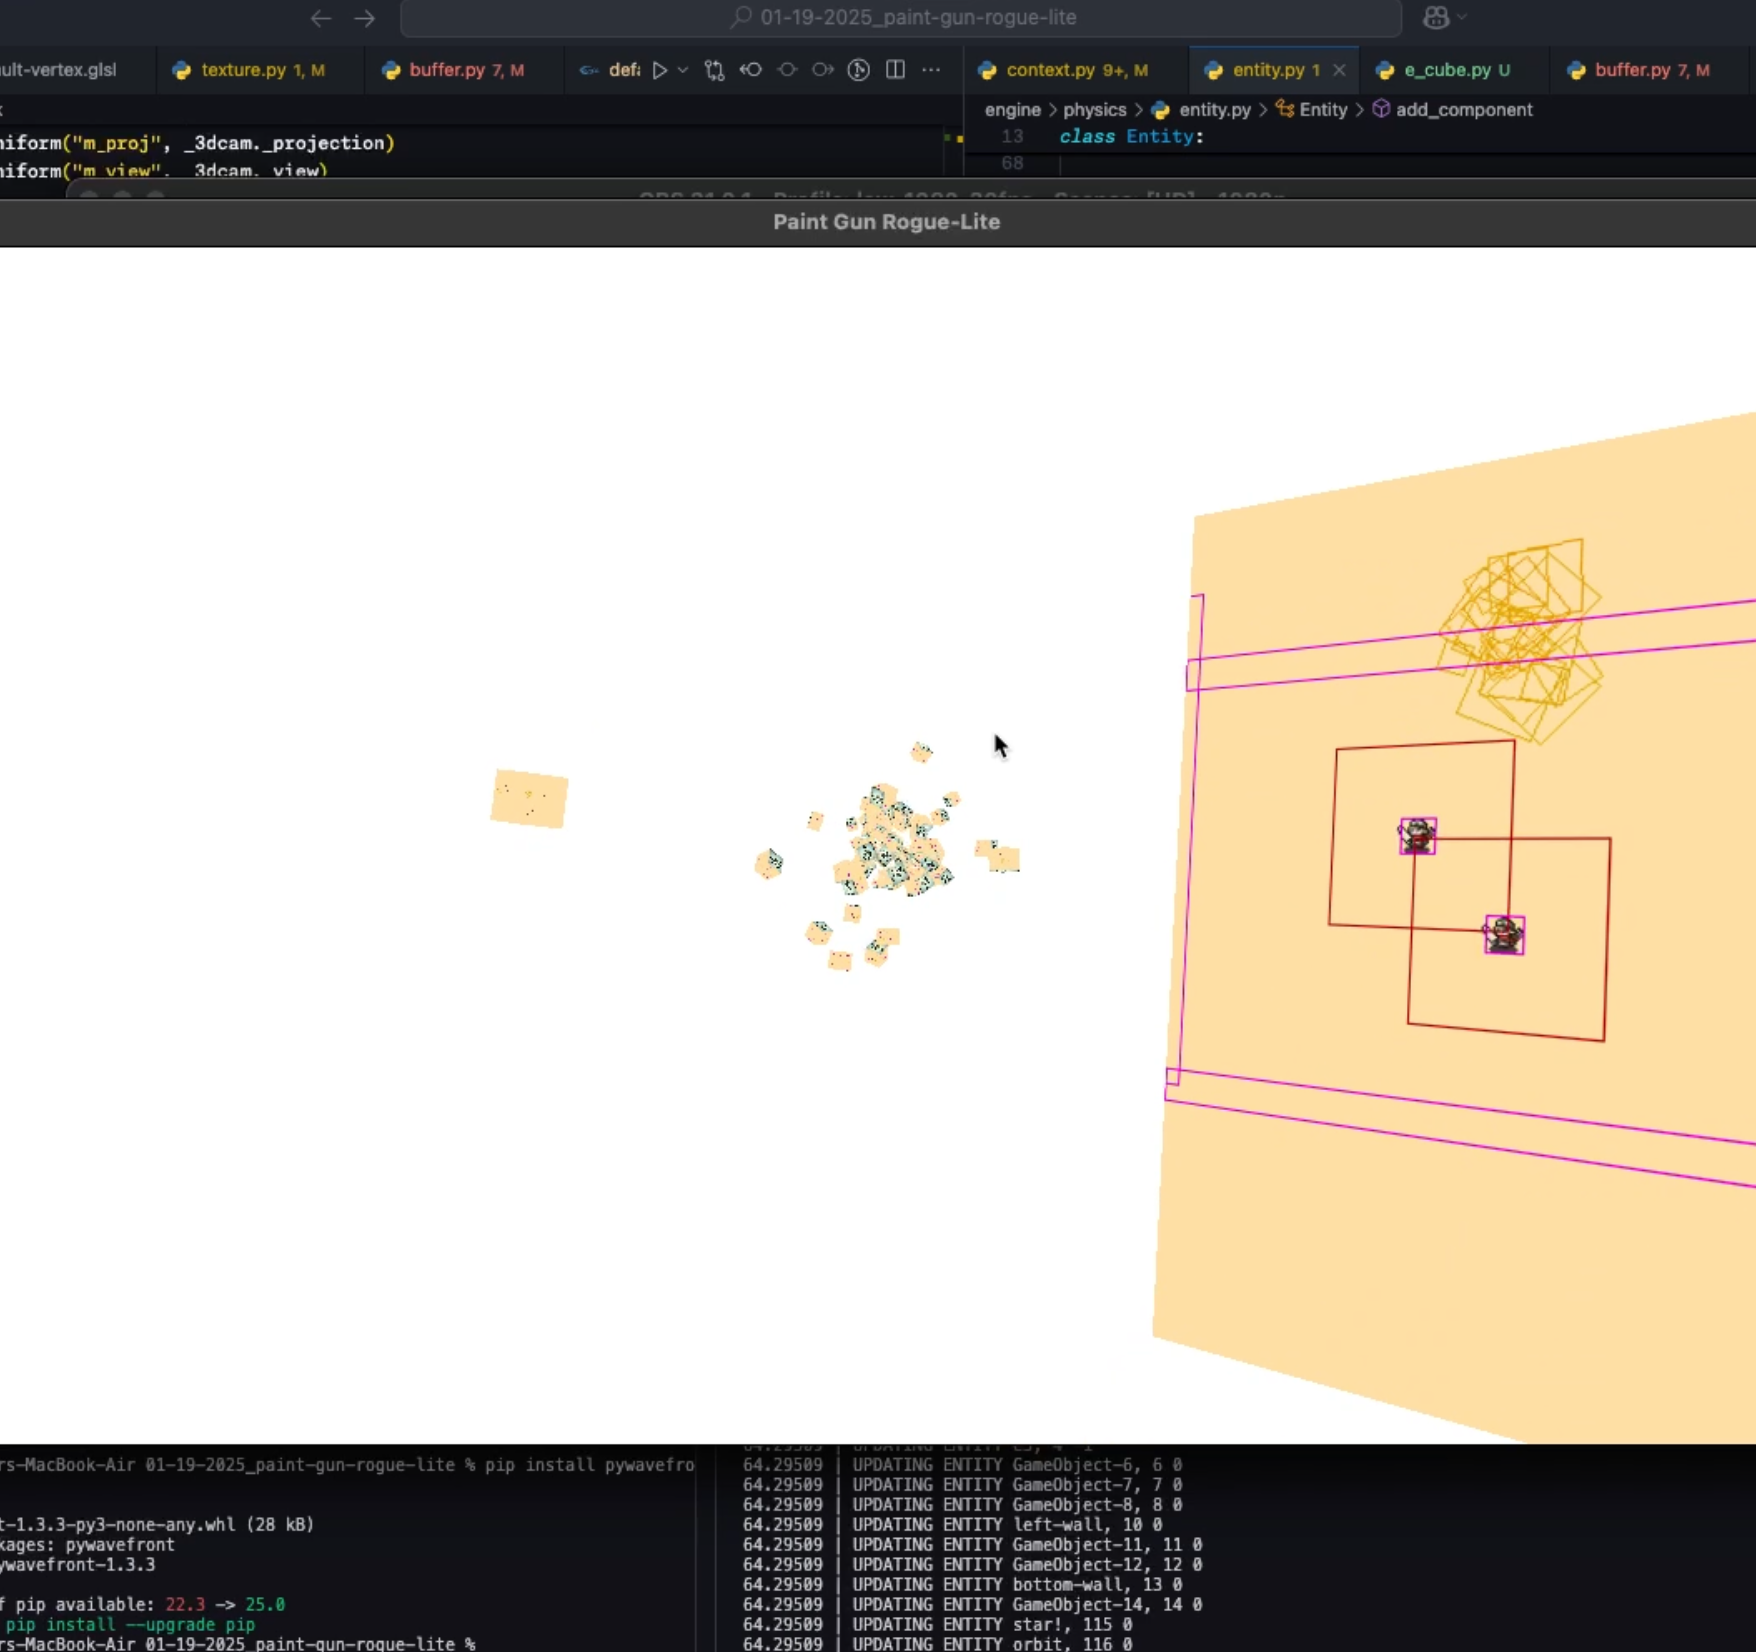 01-19-2025_paint-gun-rogue-lite
ult-vertex.glsl texture.py 1, M buffer.py 7, M defa context.py 9+, M entity.py 1 e_cube.py U buffer.py 7, M
engine > physics > entity.py > Entity > add_component
niform("m_proj", _3dcam._projection)
13 class Entity:
niform("m_view", _3dcam._view)
68
Paint Gun Rogue-Lite
rs-MacBook-Air 01-19-2025_paint-gun-rogue-lite % pip install pywavefro
t-1.3.3-py3-none-any.whl (28 kB)
kages: pywavefront
ywavefront-1.3.3
f pip available: 22.3 -> 25.0
pip install --upgrade pip
rs-MacBook-Air 01-19-2025_paint-gun-rogue-lite %
64.29509 | UPDATING ENTITY
64.29509 | UPDATING ENTITY GameObject-6, 6 0
64.29509 | UPDATING ENTITY GameObject-7, 7 0
64.29509 | UPDATING ENTITY GameObject-8, 8 0
64.29509 | UPDATING ENTITY left-wall, 10 0
64.29509 | UPDATING ENTITY GameObject-11, 11 0
64.29509 | UPDATING ENTITY GameObject-12, 12 0
64.29509 | UPDATING ENTITY bottom-wall, 13 0
64.29509 | UPDATING ENTITY GameObject-14, 14 0
64.29509 | UPDATING ENTITY star!, 115 0
64.29509 | UPDATING ENTITY orbit, 116 0